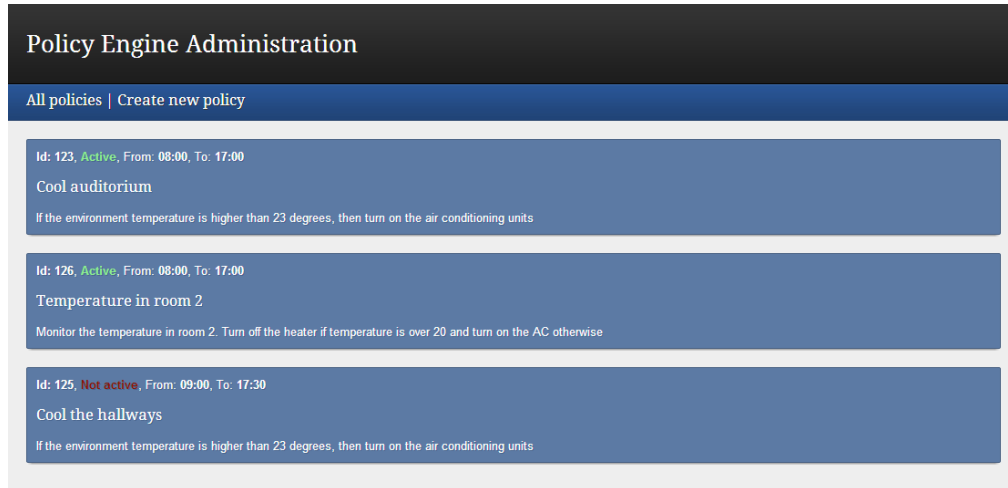 Policy Engine Administration
All policies | Create new policy
Id: 123, Active, From: 08:00, To: 17:00
Cool auditorium
If the environment temperature is higher than 23 degrees, then turn on the air conditioning units
Id: 126, Active, From: 08:00, To: 17:00
Temperature in room 2
Monitor the temperature in room 2. Turn off the heater if temperature is over 20 and turn on the AC otherwise
Id: 125, Not active, From: 09:00, To: 17:30
Cool the hallways
If the environment temperature is higher than 23 degrees, then turn on the air conditioning units